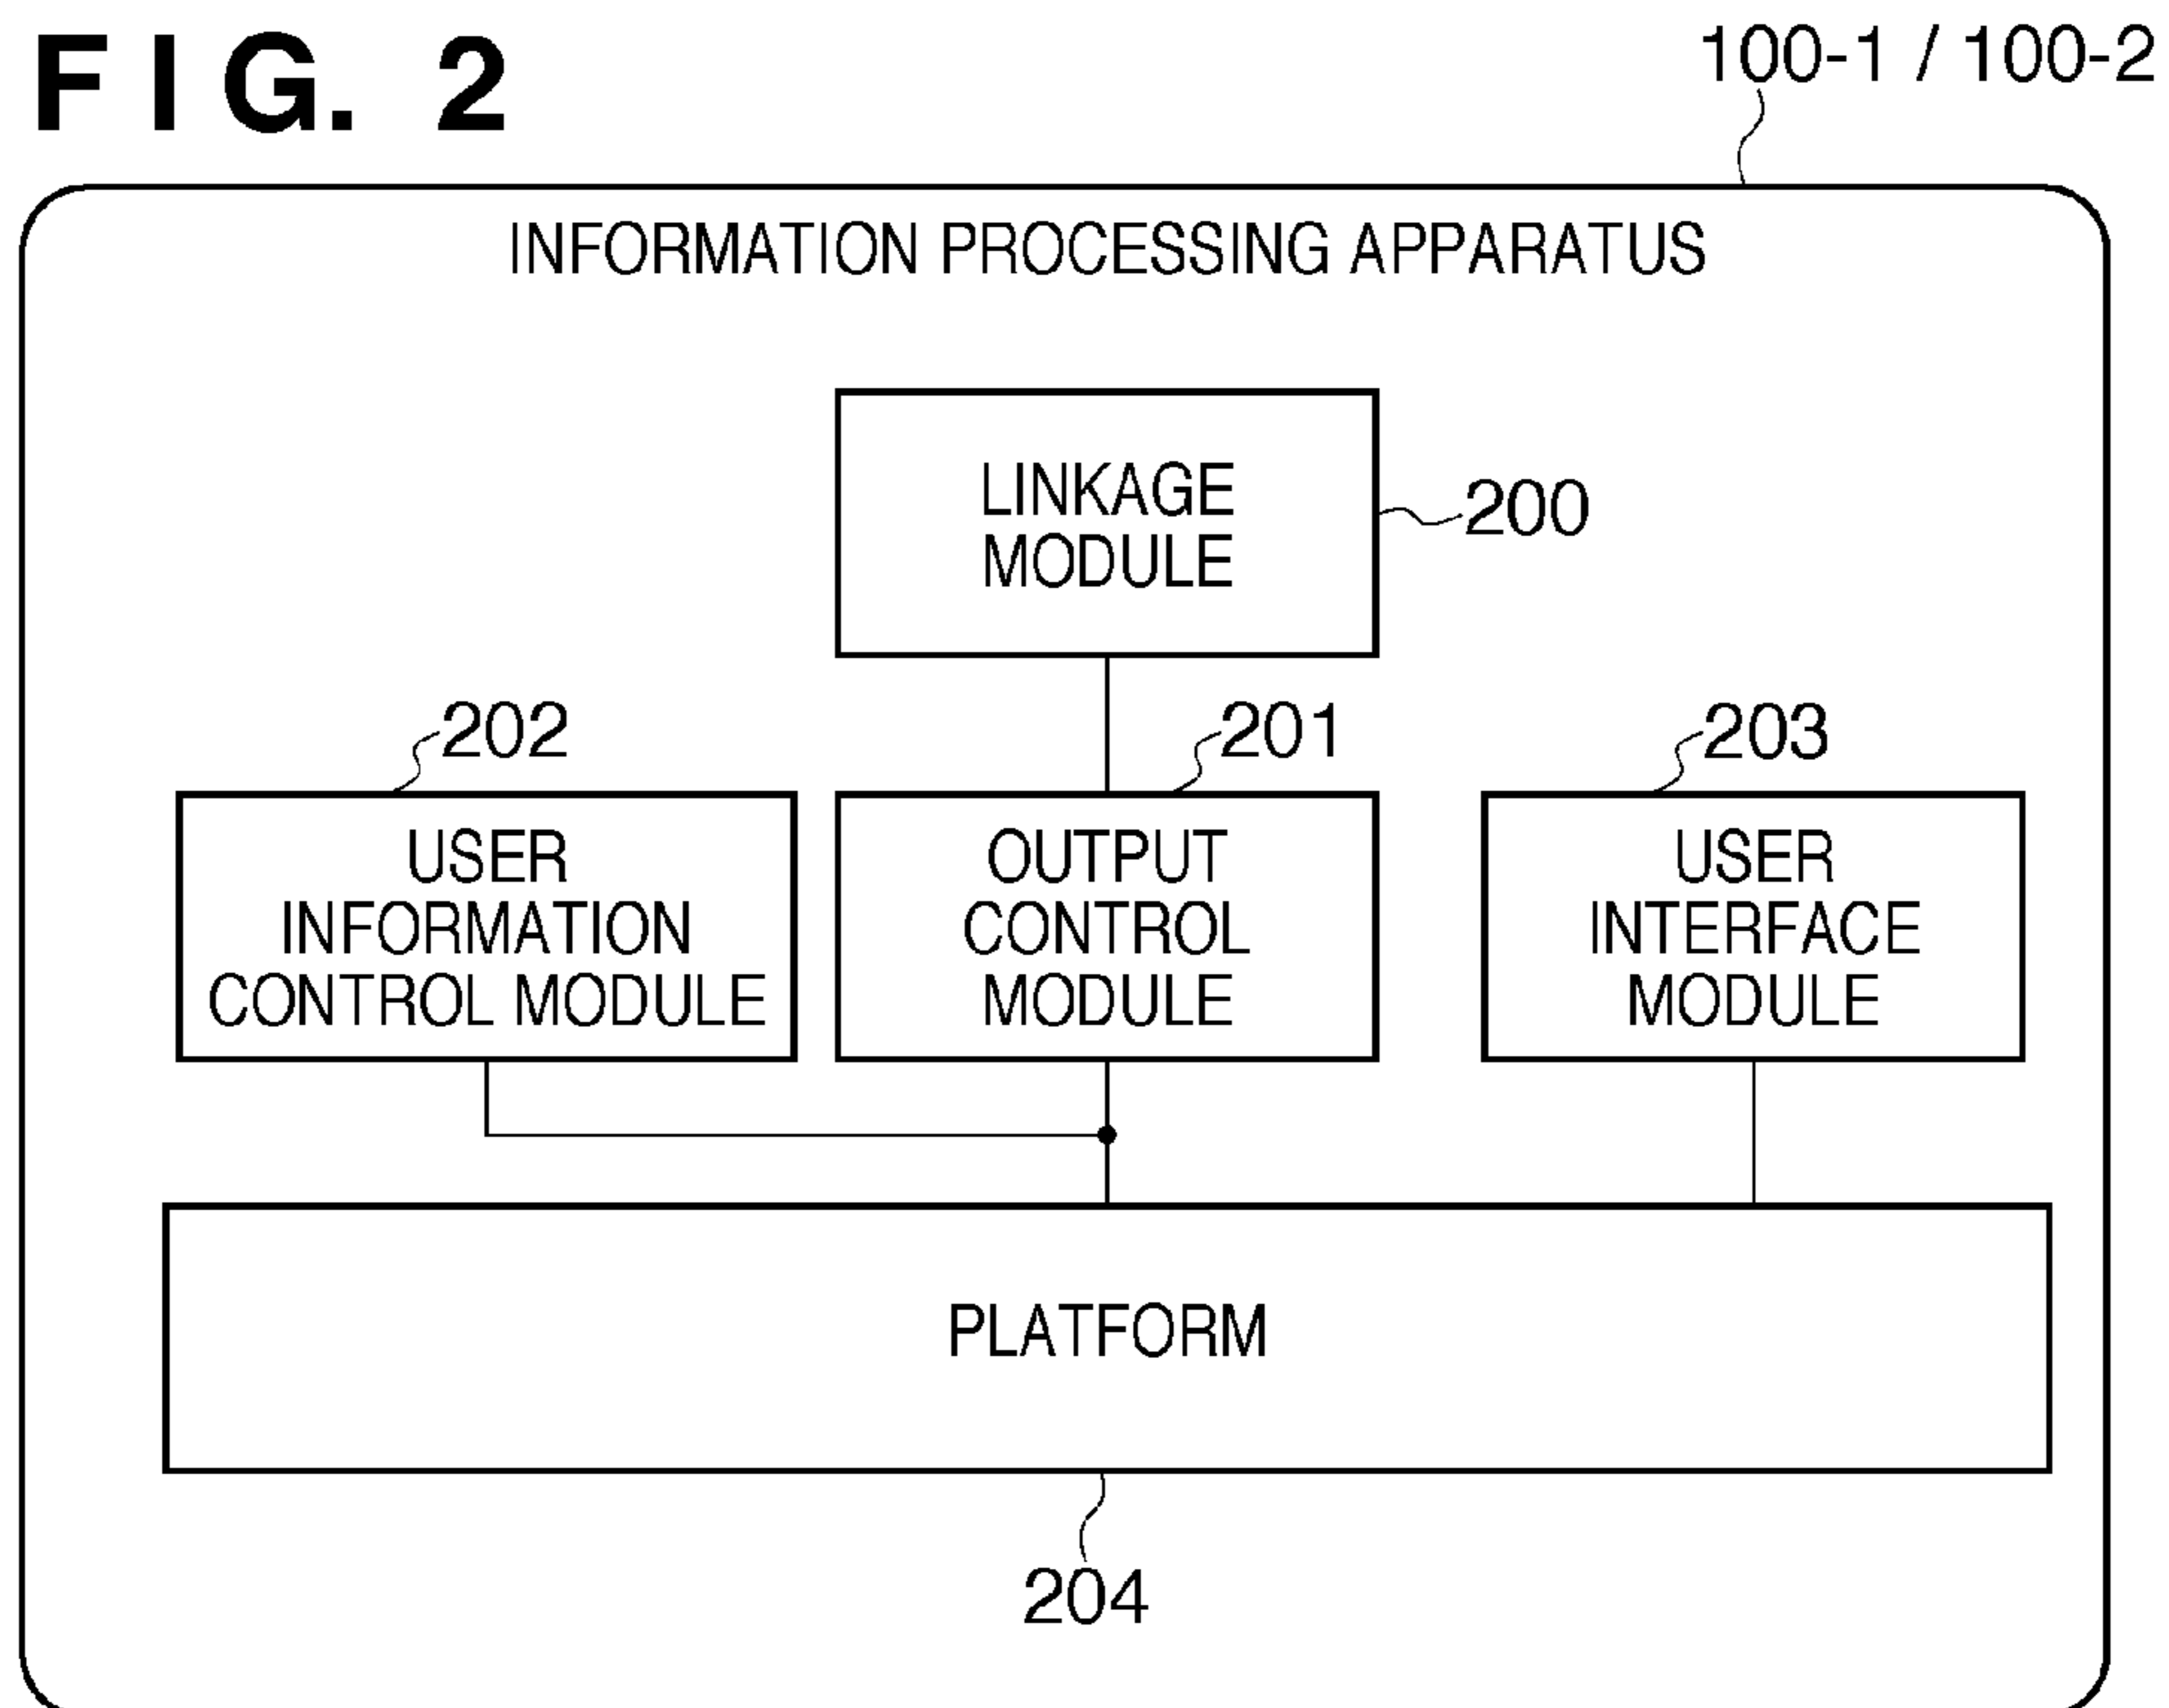 FIG. 2
100-1 / 100-2
INFORMATION PROCESSING APPARATUS
LINKAGE
MODULE
200
202
201
203
USER
INFORMATION
CONTROL MODULE
OUTPUT
CONTROL
MODULE
USER
INTERFACE
MODULE
PLATFORM
204